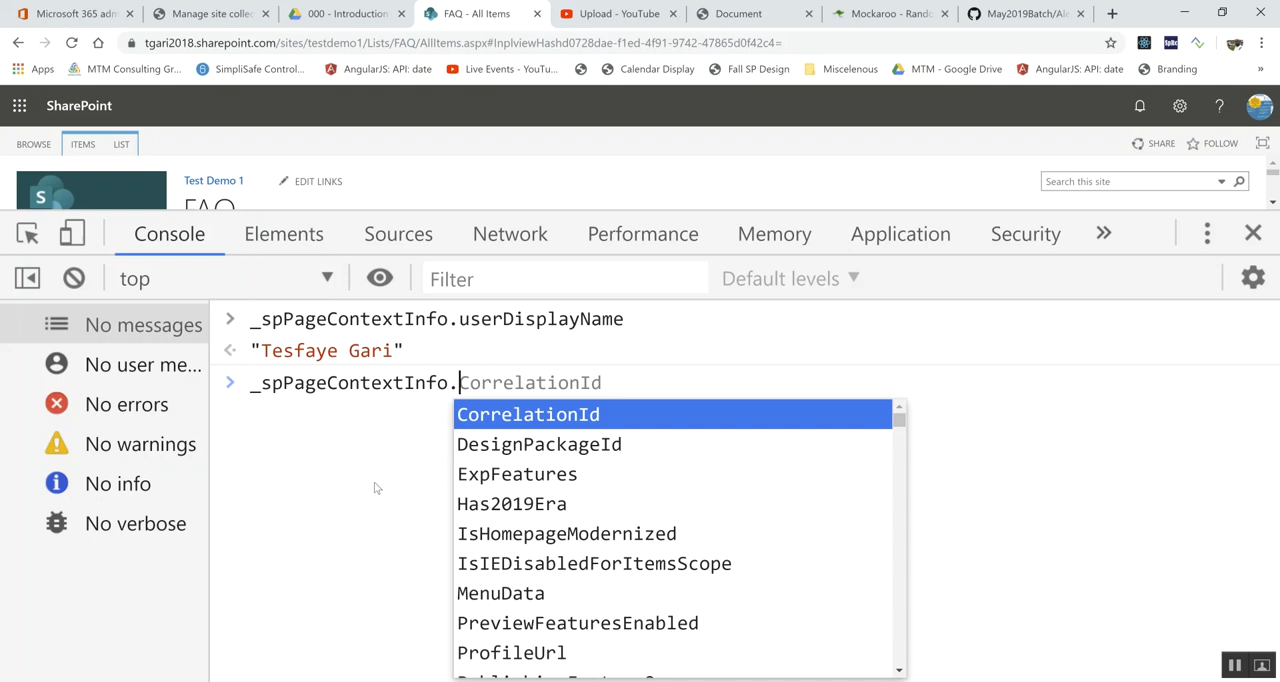 Microsoft 365 adm
Manage site collec
000 - Introduction
FAQ - All Items
Upload - YouTube
Document
Mockaroo - Rando
May2019Batch/Ale
tgari2018.sharepoint.com/sites/testdemo1/Lists/FAQ/AllItems.aspx#InplviewHashd0728dae-f1ed-4f91-9742-47865d0f42c4=
Apps
MTM Consulting Gr...
SimpliSafe Control...
AngularJS: API: date
Live Events - YouTu...
Calendar Display
Fall SP Design
Miscelenous
MTM - Google Drive
AngularJS: API: date
Branding
»
SharePoint
?
BROWSE
ITEMS
LIST
SHARE
FOLLOW
S
Test Demo 1
EDIT LINKS
Search this site
FAQ
Console
Elements
Sources
Network
Performance
Memory
Application
Security
top
Filter
Default levels
No messages
No user me...
No errors
No warnings
No info
No verbose
_spPageContextInfo.userDisplayName
"Tesfaye Gari"
_spPageContextInfo.CorrelationId
CorrelationId
DesignPackageId
ExpFeatures
Has2019Era
IsHomepageModernized
IsIEDisabledForItemsScope
MenuData
PreviewFeaturesEnabled
ProfileUrl